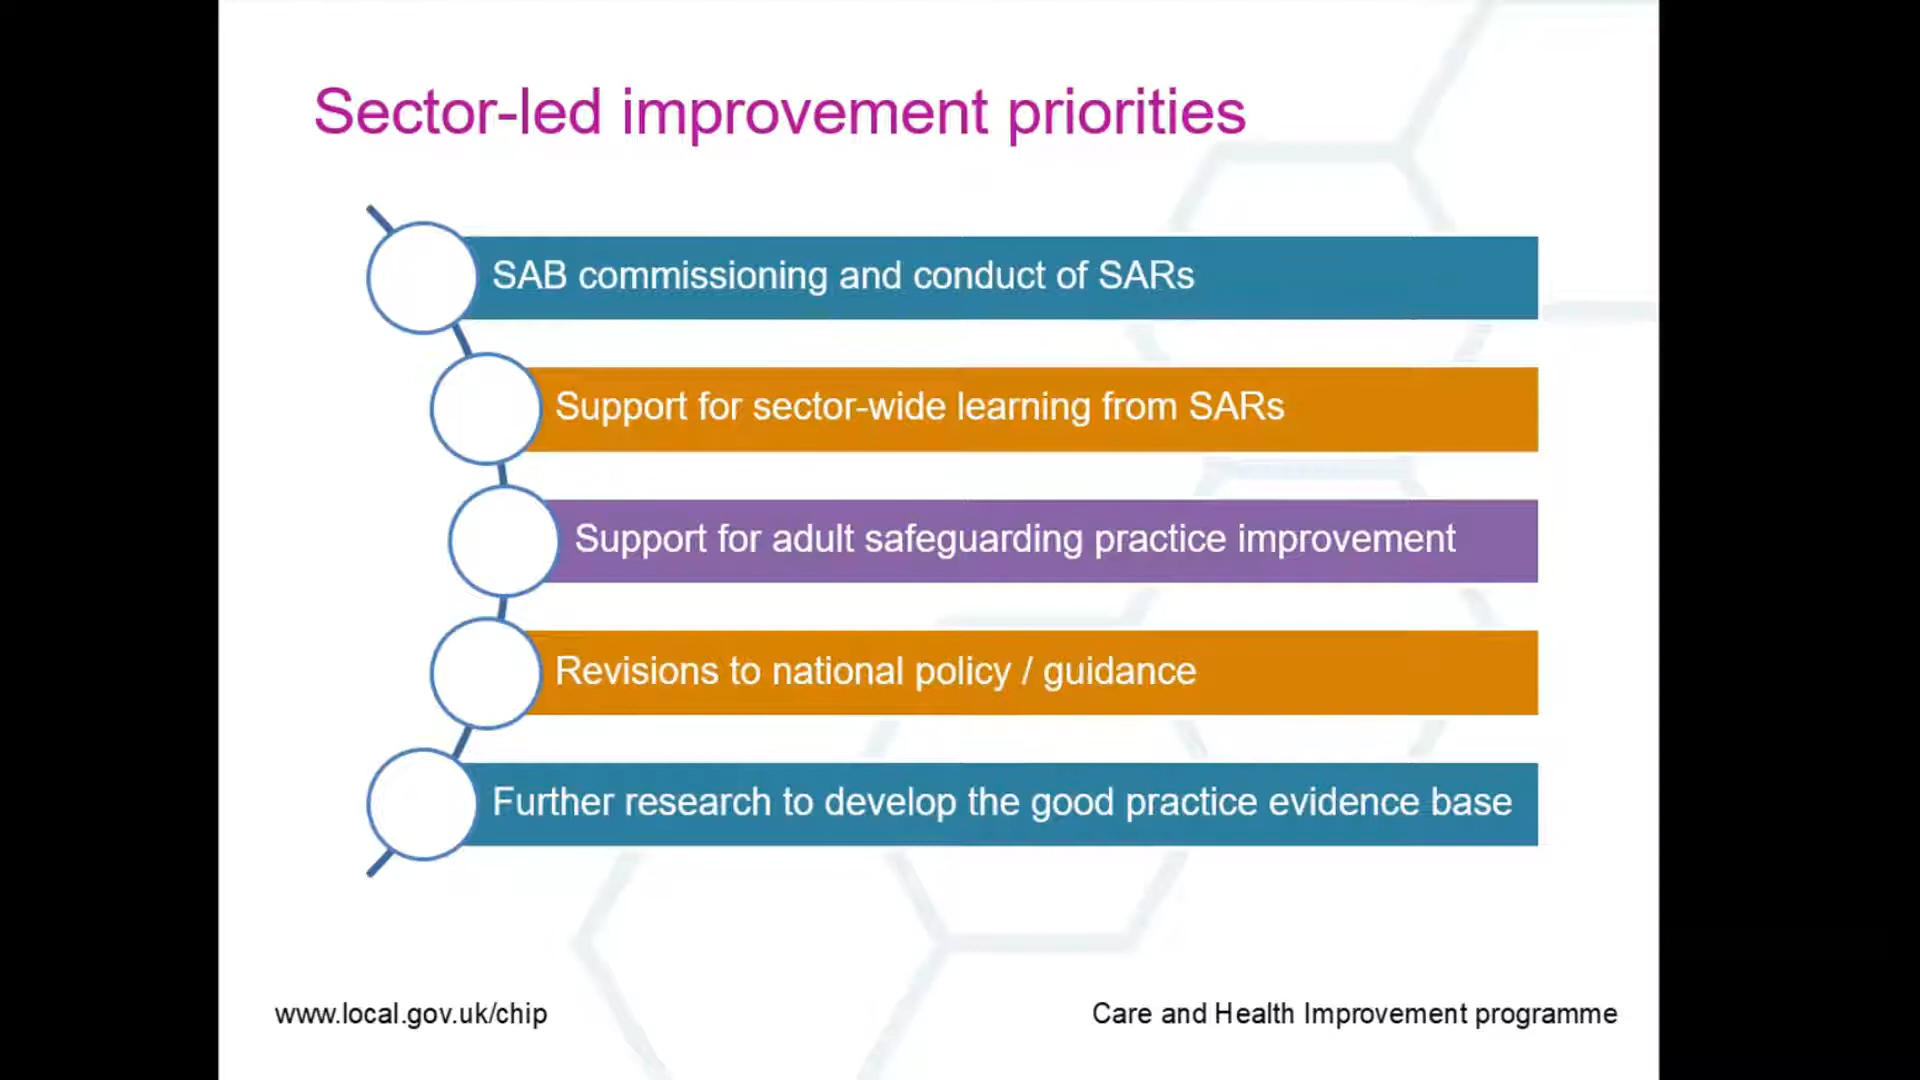 Sector-led improvement priorities
SAB commissioning and conduct of SARs
Support for sector-wide learning from SARs
Support for adult safeguarding practice improvement
Revisions to national policy / guidance
Further research to develop the good practice evidence base
www.local.gov.uk/chip
Care and Health Improvement programme